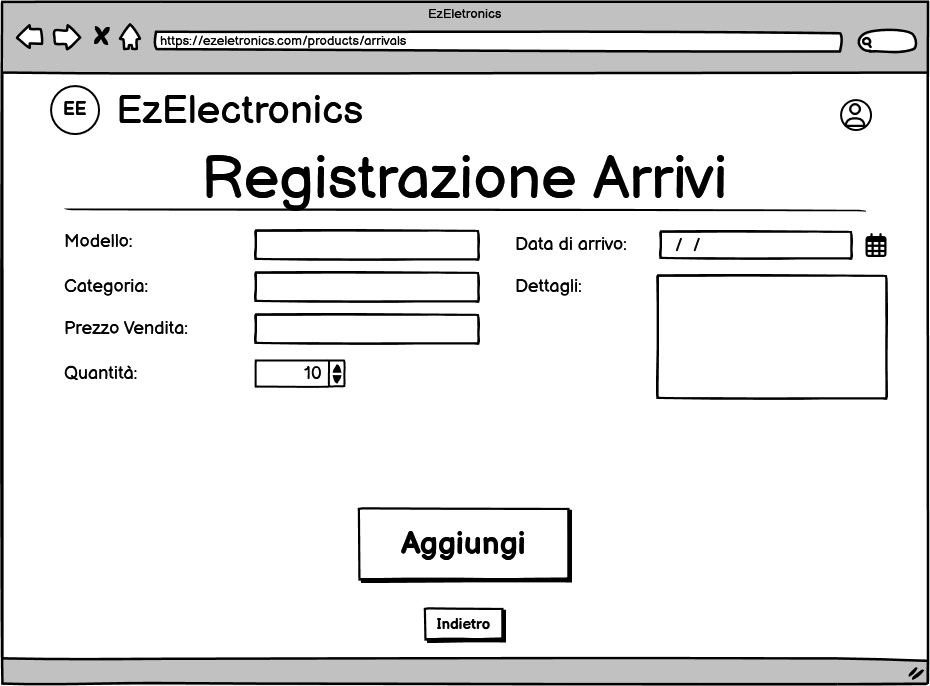 EzEletronics
https://ezeletronics.com/products/arrivals
EE
EzElectronics
Registrazione Arrivi
Modello:
Data di arrivo: / /
Categoria:
Dettagli:
Prezzo Vendita:
Quantità: 10
Aggiungi
Indietro